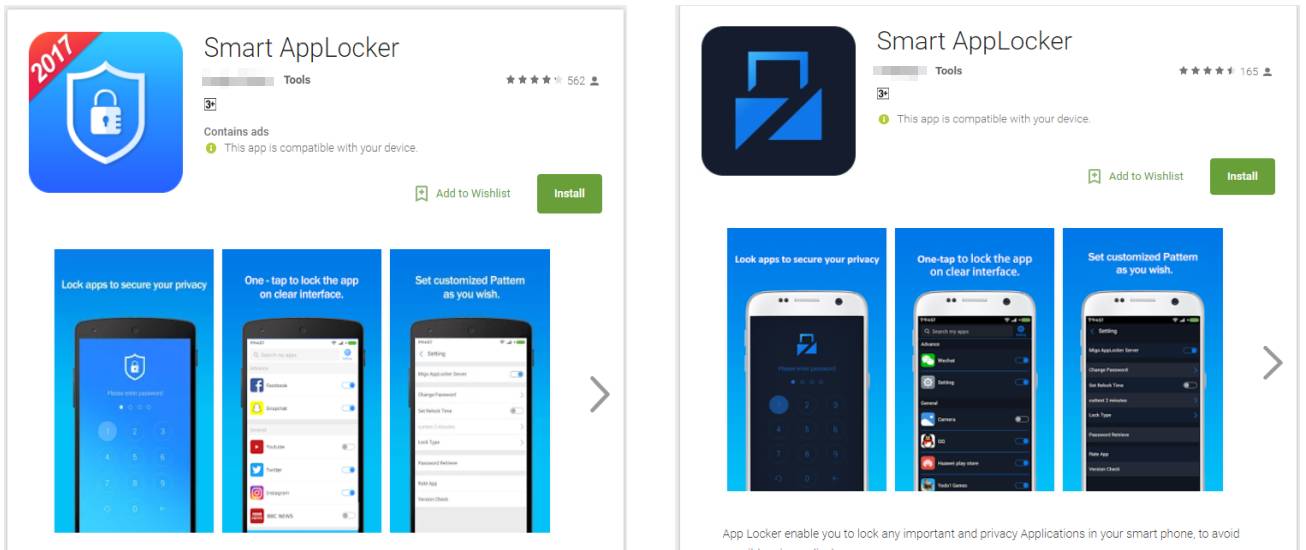 2017
Smart AppLocker
Tools
562
3+
Contains ads
This app is compatible with your device.
Add to Wishlist
Install
Lock apps to secure your privacy
Please enter password
1 2 3
4 5 6
7 8 9
0
One - tap to lock the app
on clear interface.
Search my apps
Advance
Facebook
Snapchat
General
Youtube
Twitter
Instagram
BBC NEWS
Set customized Pattern
as you wish.
Setting
Miga AppLocker Server
Change Password
Set Relock Time
Lock Type
Password Retrieve
Rate App
Version Check
Smart AppLocker
Tools
165
3+
This app is compatible with your device.
Add to Wishlist
Install
Lock apps to secure your privacy
Please enter password
1 2 3
4 5 6
7 8 9
0
One-tap to lock the app
on clear interface.
Search my apps
Advance
Wechat
Setting
General
Camera
QQ
Huawei play store
Todo1 Games
Set customized Pattern
as you wish.
Setting
Miga AppLocker Server
Change Password
Set Relock Time
Lock Type
Password Retrieve
Rate App
Version Check
App Locker enable you to lock any important and privacy Applications in your smart phone, to avoid